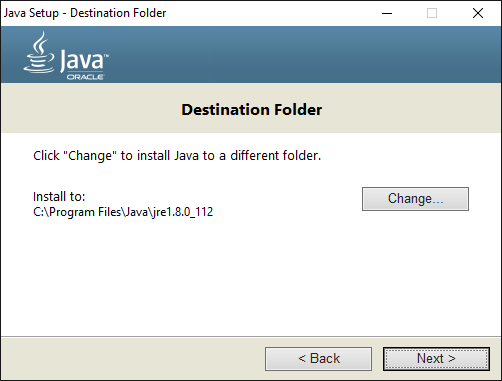 Java Setup - Destination Folder
Java™
ORACLE
Destination Folder
Click "Change" to install Java to a different folder.
Install to:
C:\Program Files\Java\jre1.8.0_112
Change...
< Back
Next >